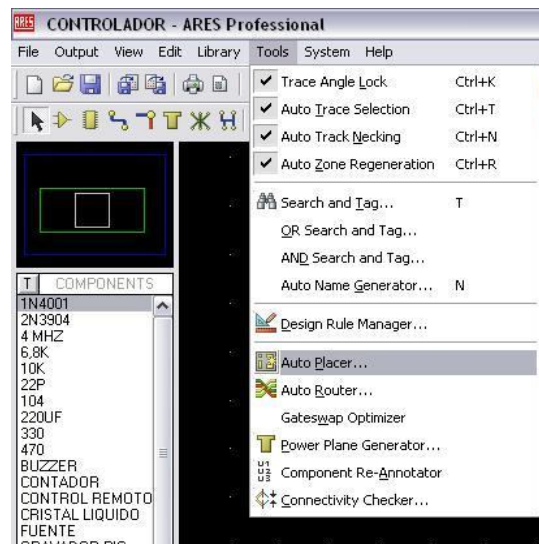 ARES CONTROLADOR - ARES Professional
File Output View Edit Library Tools System Help
Trace Angle Lock Ctrl+K
Auto Trace Selection Ctrl+T
Auto Track Necking Ctrl+N
Auto Zone Regeneration Ctrl+R
Search and Tag... T
OR Search and Tag...
AND Search and Tag...
Auto Name Generator... N
Design Rule Manager...
Auto Placer...
Auto Router...
Gateswap Optimizer
Power Plane Generator...
Component Re-Annotator
Connectivity Checker...
T COMPONENTS
1N4001
2N3904
4 MHZ
6,8K
10K
22P
104
220UF
330
470
BUZZER
CONTADOR
CONTROL REMOTO
CRISTAL LIQUIDO
FUENTE